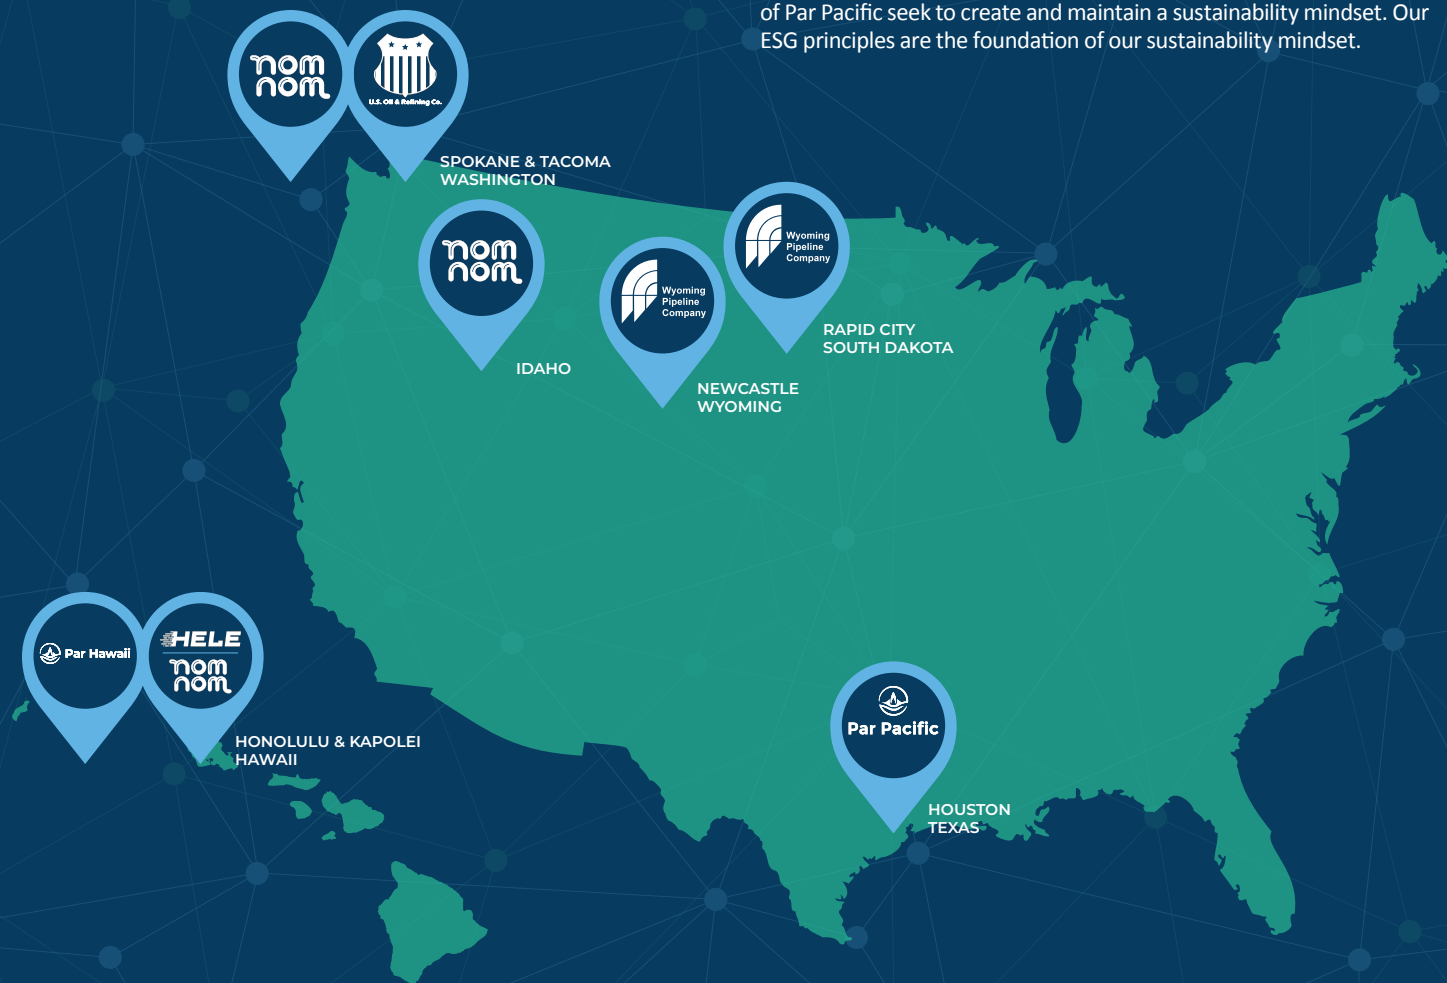 of Par Pacific seek to create and maintain a sustainability mindset. Our
ESG principles are the foundation of our sustainability mindset.
nom
nom
U.S. Oil & Refining Co.
SPOKANE & TACOMA
WASHINGTON
nom
nom
IDAHO
Wyoming
Pipeline
Company
NEWCASTLE
WYOMING
Wyoming
Pipeline
Company
RAPID CITY
SOUTH DAKOTA
Par Hawaii
HELE
nom
nom
HONOLULU & KAPOLEI
HAWAII
Par Pacific
HOUSTON
TEXAS